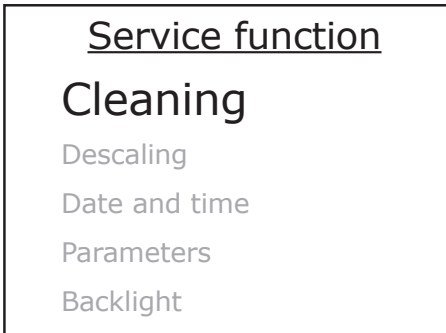 Service function
Cleaning
Descaling
Date and time
Parameters
Backlight